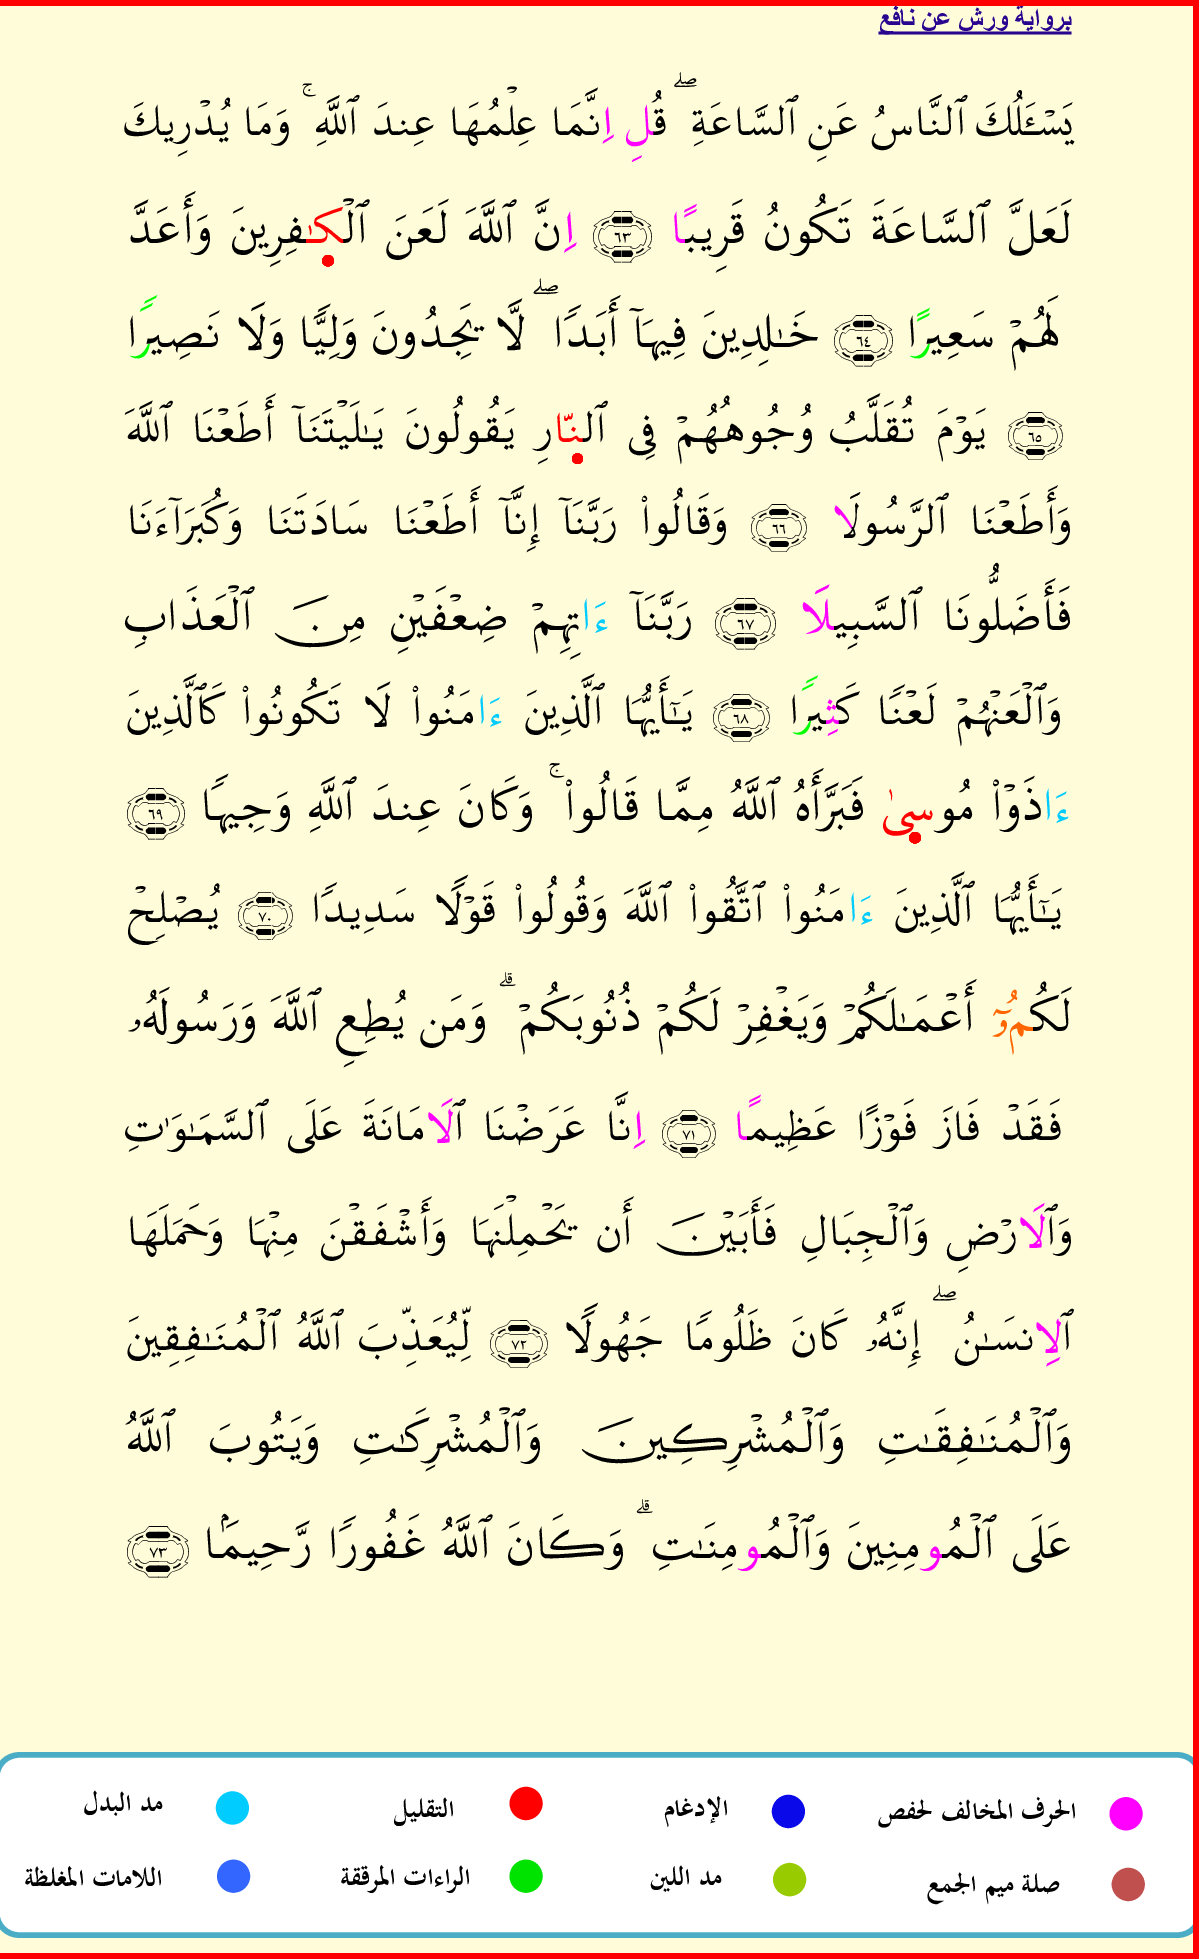 برواية ورش عن نافع
يَسْـَٔلُكَ ٱلنَّاسُ عَنِ ٱلسَّاعَةِ ۖ قُلِ اِنَّمَا عِلْمُهَا عِندَ ٱللَّهِ ۚ وَمَا يُدْرِيكَ
لَعَلَّ ٱلسَّاعَةَ تَكُونُ قَرِيبًا ٦٣ اِنَّ ٱللَّهَ لَعَنَ ٱلْكَـٰفِرِينَ وَأَعَدَّ
لَهُمْ سَعِيرًا ٦٤ خَـٰلِدِينَ فِيهَآ أَبَدًا ۖ لَّا يَجِدُونَ وَلِيًّا وَلَا نَصِيرًا
٦٥ يَوْمَ تُقَلَّبُ وُجُوهُهُمْ فِى ٱلنّارِ يَقُولُونَ يَـٰلَيْتَنَآ أَطَعْنَا ٱللَّهَ
وَأَطَعْنَا ٱلرَّسُولَا ٦٦ وَقَالُوا۟ رَبَّنَآ إِنَّآ أَطَعْنَا سَادَتَنَا وَكُبَرَآءَنَا
فَأَضَلُّونَا ٱلسَّبِيلَا ٦٧ رَبَّنَآ ءَاتِهِمْ ضِعْفَيْنِ مِنَ ٱلْعَذَابِ
وَٱلْعَنْهُمْ لَعْنًا كَثِيرًا ٦٨ يَـٰٓأَيُّهَا ٱلَّذِينَ ءَامَنُوا۟ لَا تَكُونُوا۟ كَٱلَّذِينَ
ءَاذَوْا۟ مُوسىٰ فَبَرَّأَهُ ٱللَّهُ مِمَّا قَالُوا۟ ۚ وَكَانَ عِندَ ٱللَّهِ وَجِيهًا ٦٩
يَـٰٓأَيُّهَا ٱلَّذِينَ ءَامَنُوا۟ ٱتَّقُوا۟ ٱللَّهَ وَقُولُوا۟ قَوْلًا سَدِيدًا ٧٠ يُصْلِحْ
لَكُمُۥٓ أَعْمَـٰلَكُمْ وَيَغْفِرْ لَكُمْ ذُنُوبَكُمْ ۗ وَمَن يُطِعِ ٱللَّهَ وَرَسُولَهُۥ
فَقَدْ فَازَ فَوْزًا عَظِيمًا ٧١ اِنَّا عَرَضْنَا ٱلَامَانَةَ عَلَى ٱلسَّمَـٰوَٰتِ
وَٱلَارْضِ وَٱلْجِبَالِ فَأَبَيْنَ أَن يَحْمِلْنَهَا وَأَشْفَقْنَ مِنْهَا وَحَمَلَهَا
ٱلِانسَـٰنُ ۖ إِنَّهُۥ كَانَ ظَلُومًا جَهُولًا ٧٢ لِّيُعَذِّبَ ٱللَّهُ ٱلْمُنَـٰفِقِينَ
وَٱلْمُنَـٰفِقَـٰتِ وَٱلْمُشْرِكِينَ وَٱلْمُشْرِكَـٰتِ وَيَتُوبَ ٱللَّهُ
عَلَى ٱلْمُومِنِينَ وَٱلْمُومِنَـٰتِ ۗ وَكَانَ ٱللَّهُ غَفُورًا رَّحِيمًۢا ٧٣
الحرف المخالف لحفص الإدغام التقليل مد البدل
صلة ميم الجمع مد اللين الراءات المرققة اللامات المغلظة